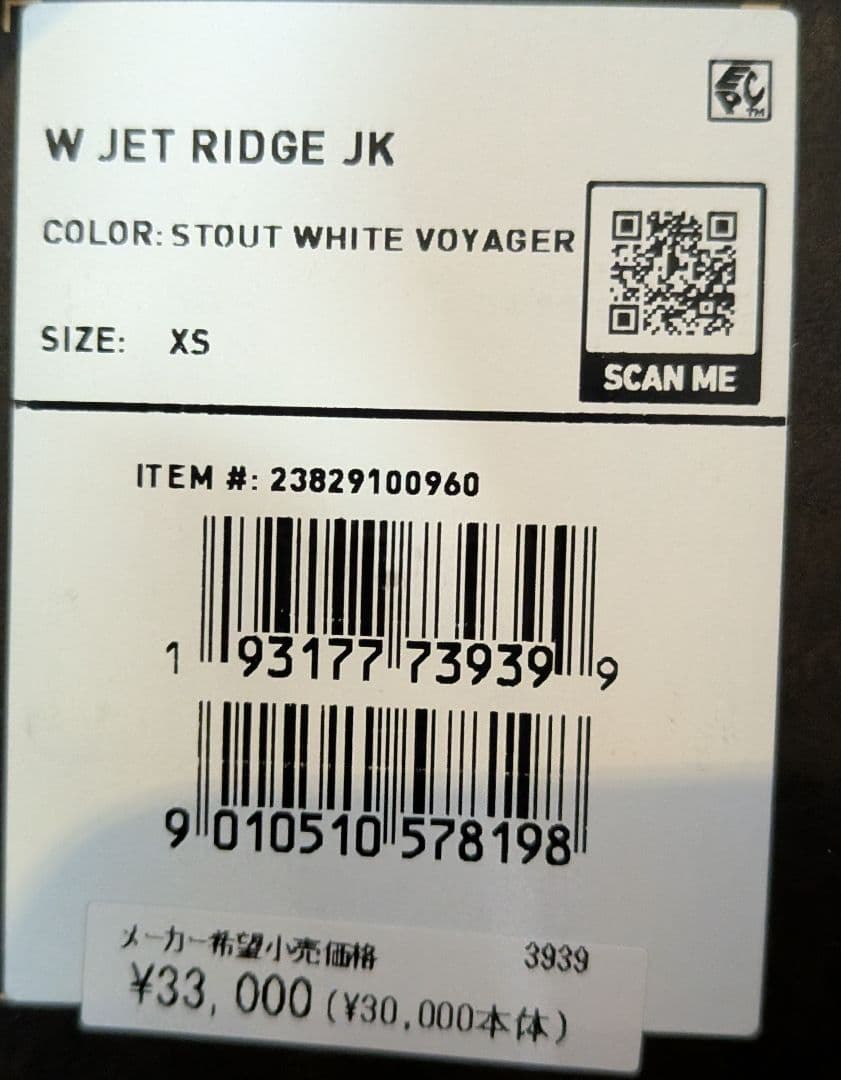 EPC™
W JET RIDGE JK
COLOR: STOUT WHITE VOYAGER
SIZE: XS
SCAN ME
ITEM #: 23829100960
1 93177 73939 9
9 010510 578198
メーカー希望小売価格 3939
¥33,000 (¥30,000本体)